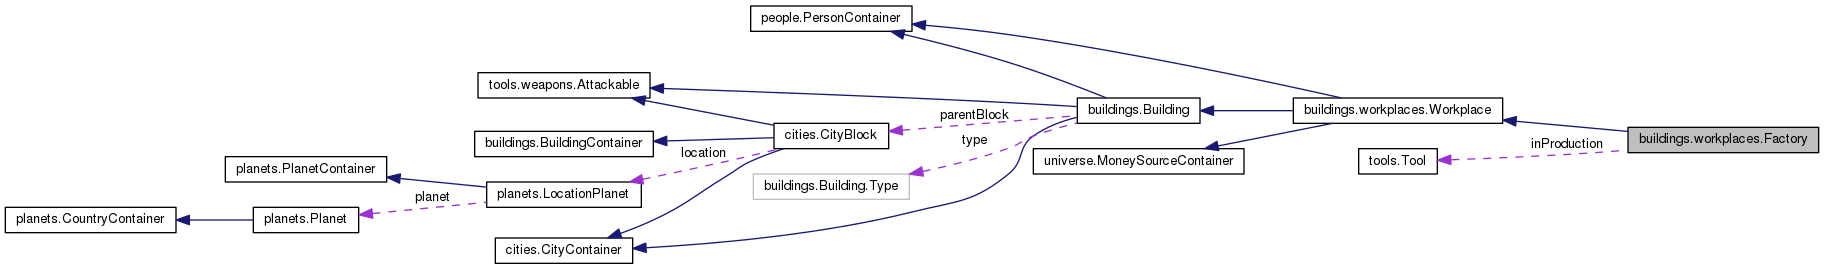 people.PersonContainer
tools.weapons.Attackable
buildings.Building
buildings.workplaces.Workplace
parentBlock
cities.CityBlock
buildings.workplaces.Factory
buildings.BuildingContainer
type
inProduction
location
universe.MoneySourceContainer
tools.Tool
planets.PlanetContainer
buildings.Building.Type
planets.LocationPlanet
planet
planets.CountryContainer
planets.Planet
cities.CityContainer